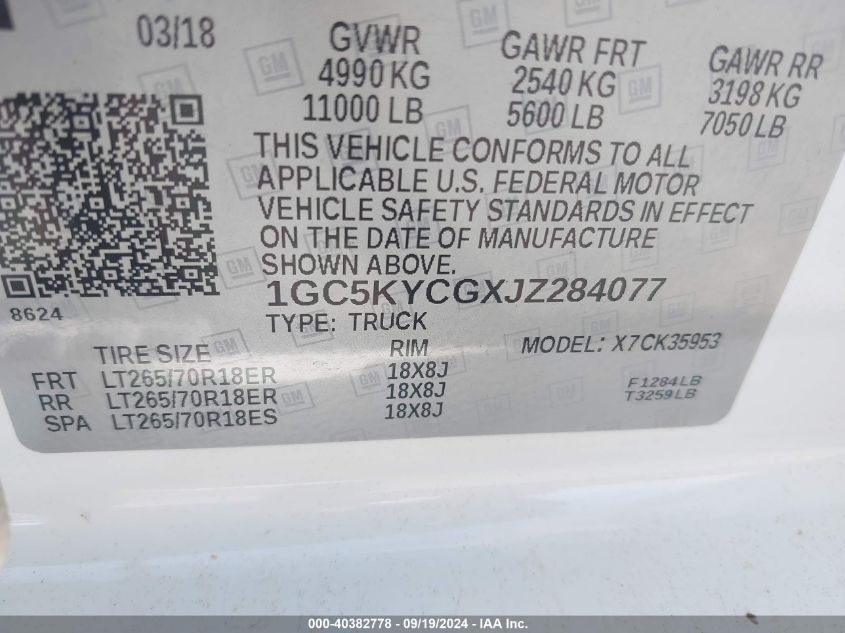 03/18 GVWR GAWR FRT GAWR RR
4990 KG 2540 KG 3198 KG
11000 LB 5600 LB 7050 LB
THIS VEHICLE CONFORMS TO ALL
APPLICABLE U.S. FEDERAL MOTOR
VEHICLE SAFETY STANDARDS IN EFFECT
ON THE DATE OF MANUFACTURE
SHOWN ABOVE.
1GC5KYCGXJZ284077
8624
TYPE: TRUCK
TIRE SIZE RIM MODEL: X7CK35953
FRT LT265/70R18ER 18X8J
RR LT265/70R18ER 18X8J
SPA LT265/70R18ES 18X8J
F1284LB
T3259LB
000-40382778 - 09/19/2024 - IAA Inc.